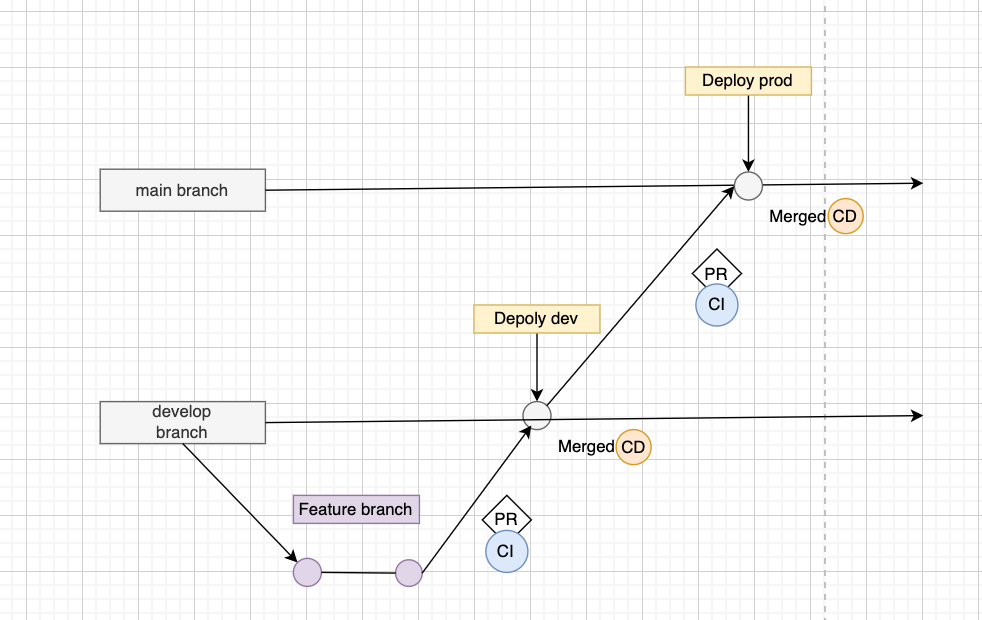 Deploy prod
main branch
Merged
CD
PR
CI
Depoly dev
develop
branch
Merged
CD
Feature branch
PR
CI